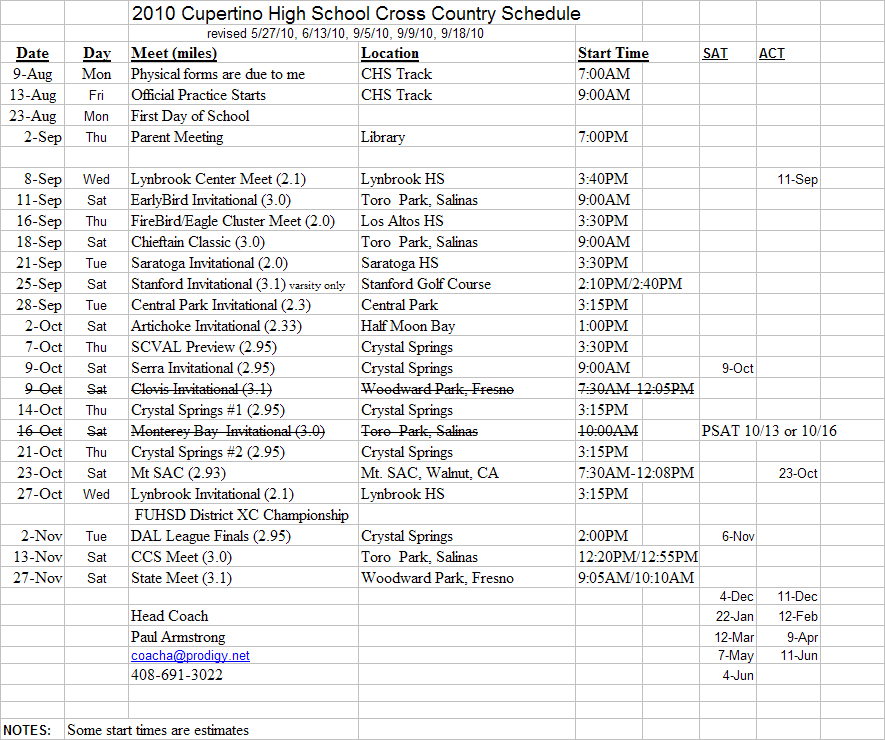 2010 Cupertino High School Cross Country Schedule
revised 5/27/10, 6/13/10, 9/5/10, 9/9/10, 9/18/10
Date Day Meet (miles) Location Start Time SAT ACT
9-Aug Mon Physical forms are due to me CHS Track 7:00AM
13-Aug Fri Official Practice Starts CHS Track 9:00AM
23-Aug Mon First Day of School
2-Sep Thu Parent Meeting Library 7:00PM
8-Sep Wed Lynbrook Center Meet (2.1) Lynbrook HS 3:40PM 11-Sep
11-Sep Sat EarlyBird Invitational (3.0) Toro Park, Salinas 9:00AM
16-Sep Thu FireBird/Eagle Cluster Meet (2.0) Los Altos HS 3:30PM
18-Sep Sat Chieftain Classic (3.0) Toro Park, Salinas 9:00AM
21-Sep Tue Saratoga Invitational (2.0) Saratoga HS 3:30PM
25-Sep Sat Stanford Invitational (3.1) varsity only Stanford Golf Course 2:10PM/2:40PM
28-Sep Tue Central Park Invitational (2.3) Central Park 3:15PM
2-Oct Sat Artichoke Invitational (2.33) Half Moon Bay 1:00PM
7-Oct Thu SCVAL Preview (2.95) Crystal Springs 3:30PM
9-Oct Sat Serra Invitational (2.95) Crystal Springs 9:00AM 9-Oct
9-Oct Sat Clovis Invitational (3.1) Woodward Park, Fresno 7:30AM-12:05PM
14-Oct Thu Crystal Springs #1 (2.95) Crystal Springs 3:15PM
16-Oct Sat Monterey Bay Invitational (3.0) Toro Park, Salinas 10:00AM PSAT 10/13 or 10/16
21-Oct Thu Crystal Springs #2 (2.95) Crystal Springs 3:15PM
23-Oct Sat Mt SAC (2.93) Mt. SAC, Walnut, CA 7:30AM-12:08PM 23-Oct
27-Oct Wed Lynbrook Invitational (2.1) Lynbrook HS 3:15PM
FUHSD District XC Championship
2-Nov Tue DAL League Finals (2.95) Crystal Springs 2:00PM 6-Nov
13-Nov Sat CCS Meet (3.0) Toro Park, Salinas 12:20PM/12:55PM
27-Nov Sat State Meet (3.1) Woodward Park, Fresno 9:05AM/10:10AM
4-Dec 11-Dec
Head Coach 22-Jan 12-Feb
Paul Armstrong 12-Mar 9-Apr
coacha@prodigy.net 7-May 11-Jun
408-691-3022 4-Jun
NOTES: Some start times are estimates